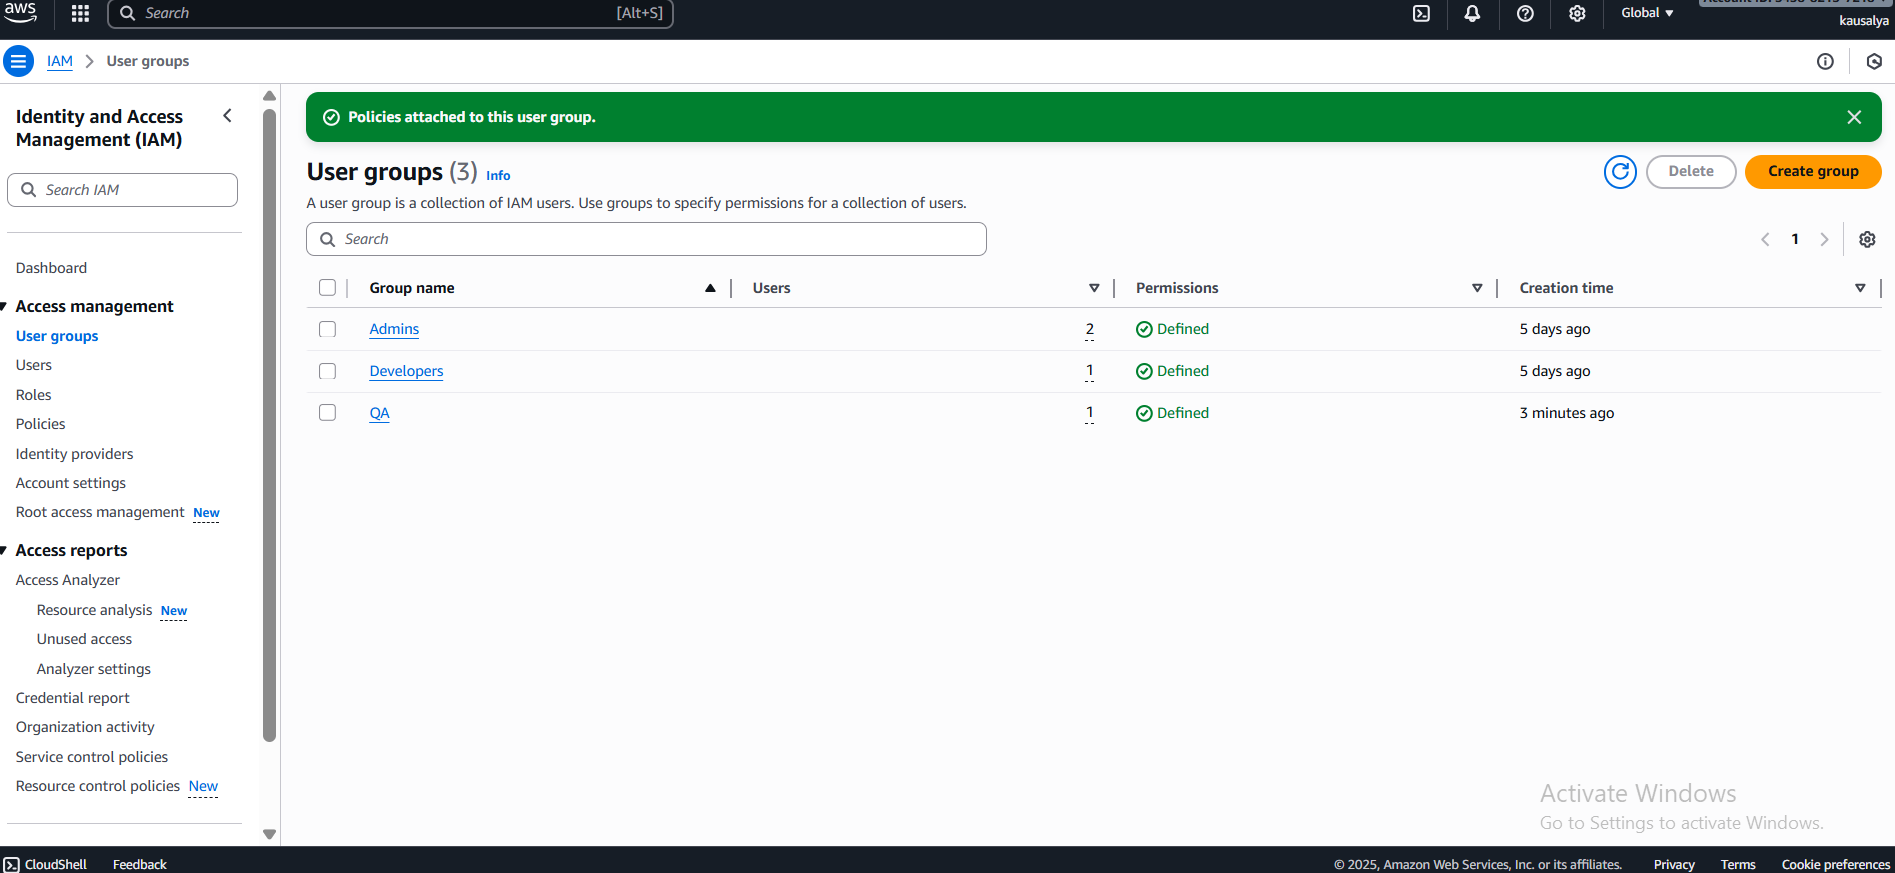 aws
Search [Alt+S]
Global
kausalya
IAM > User groups
Identity and Access
Management (IAM)
Search IAM
Dashboard
Access management
User groups
Users
Roles
Policies
Identity providers
Account settings
Root access management New
Access reports
Access Analyzer
Resource analysis New
Unused access
Analyzer settings
Credential report
Organization activity
Service control policies
Resource control policies New
Policies attached to this user group.
User groups (3) Info
Delete
Create group
A user group is a collection of IAM users. Use groups to specify permissions for a collection of users.
Search
1
Group name Users Permissions Creation time
Admins 2 Defined 5 days ago
Developers 1 Defined 5 days ago
QA 1 Defined 3 minutes ago
Activate Windows
Go to Settings to activate Windows.
CloudShell Feedback © 2025, Amazon Web Services, Inc. or its affiliates. Privacy Terms Cookie preferences